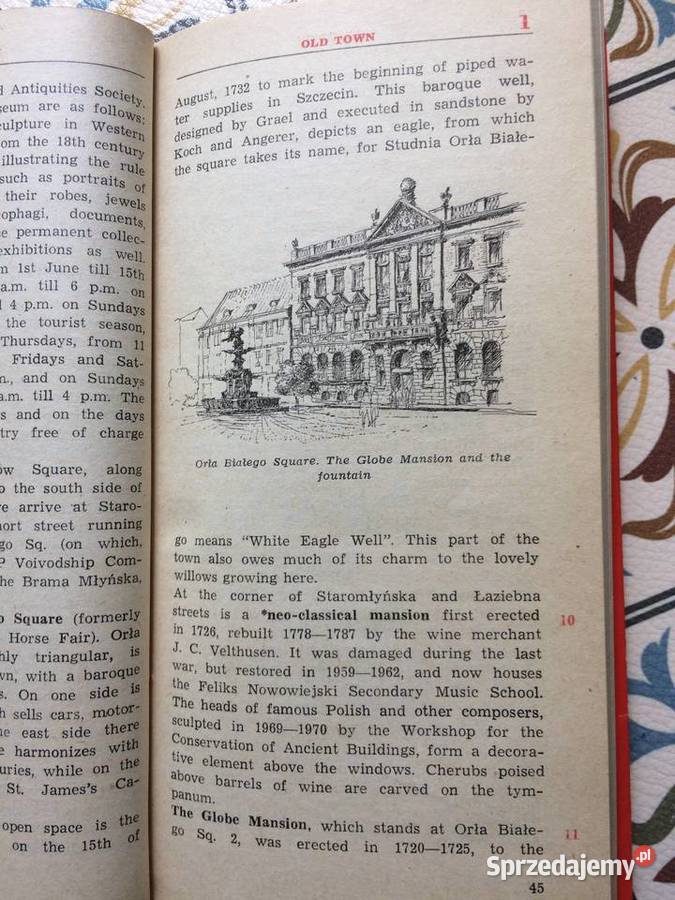 d Antiquities Society.
seum are as follows:
culpture in Western
om the 18th century
illustrating the rule
such as portraits of
their robes, jewels
ophagi, documents,
e permanent collec-
exhibitions as well.
m 1st June till 15th
a.m. till 6 p.m. on
4 p.m. on Sundays
the tourist season,
Thursdays, from 11
Fridays and Sat-
m., and on Sundays
a.m. till 4 p.m. The
s and on the days
try free of charge
ow Square, along
o the south side of
re arrive at Staro-
hort street running
go Sq. (on which,
P Voivodship Com-
he Brama Młyńska,
o Square (formerly
Horse Fair). Orła
hly triangular, is
wn, with a baroque
s. On one side is
h sells cars, motor-
he east side there
e harmonizes with
uries, while on the
St. James's Ca-
open space is the
on the 15th of
OLD TOWN
1
August, 1732 to mark the beginning of piped wa-
ter supplies in Szczecin. This baroque well,
designed by Grael and executed in sandstone by
Koch and Angerer, depicts an eagle, from which
the square takes its name, for Studnia Orła Białe-
Orła Białego Square. The Globe Mansion and the
fountain
go means “White Eagle Well”. This part of the
town also owes much of its charm to the lovely
willows growing here.
At the corner of Staromłyńska and Łaziebna
streets is a *neo-classical mansion first erected
in 1726, rebuilt 1778—1787 by the wine merchant
J. C. Velthusen. It was damaged during the last
war, but restored in 1959—1962, and now houses
the Feliks Nowowiejski Secondary Music School.
The heads of famous Polish and other composers,
sculpted in 1969—1970 by the Workshop for the
Conservation of Ancient Buildings, form a decora-
tive element above the windows. Cherubs poised
above barrels of wine are carved on the tym-
panum.
10
The Globe Mansion, which stands at Orła Białe-
go Sq. 2, was erected in 1720—1725, to the
11
45
Sprzedajemy.pl